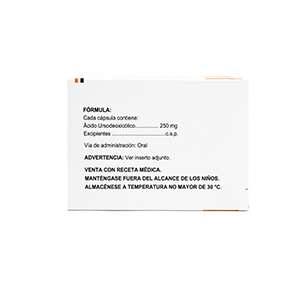 FÓRMULA:
Cada cápsula contiene:
Ácido Ursodeoxicólico.............. 250 mg
Excipientes ................................c.s.p.
Vía de administración: Oral
ADVERTENCIA: Ver inserto adjunto.
VENTA CON RECETA MÉDICA.
MANTÉNGASE FUERA DEL ALCANCE DE LOS NIÑOS.
ALMACÉNESE A TEMPERATURA NO MAYOR DE 30 °C.